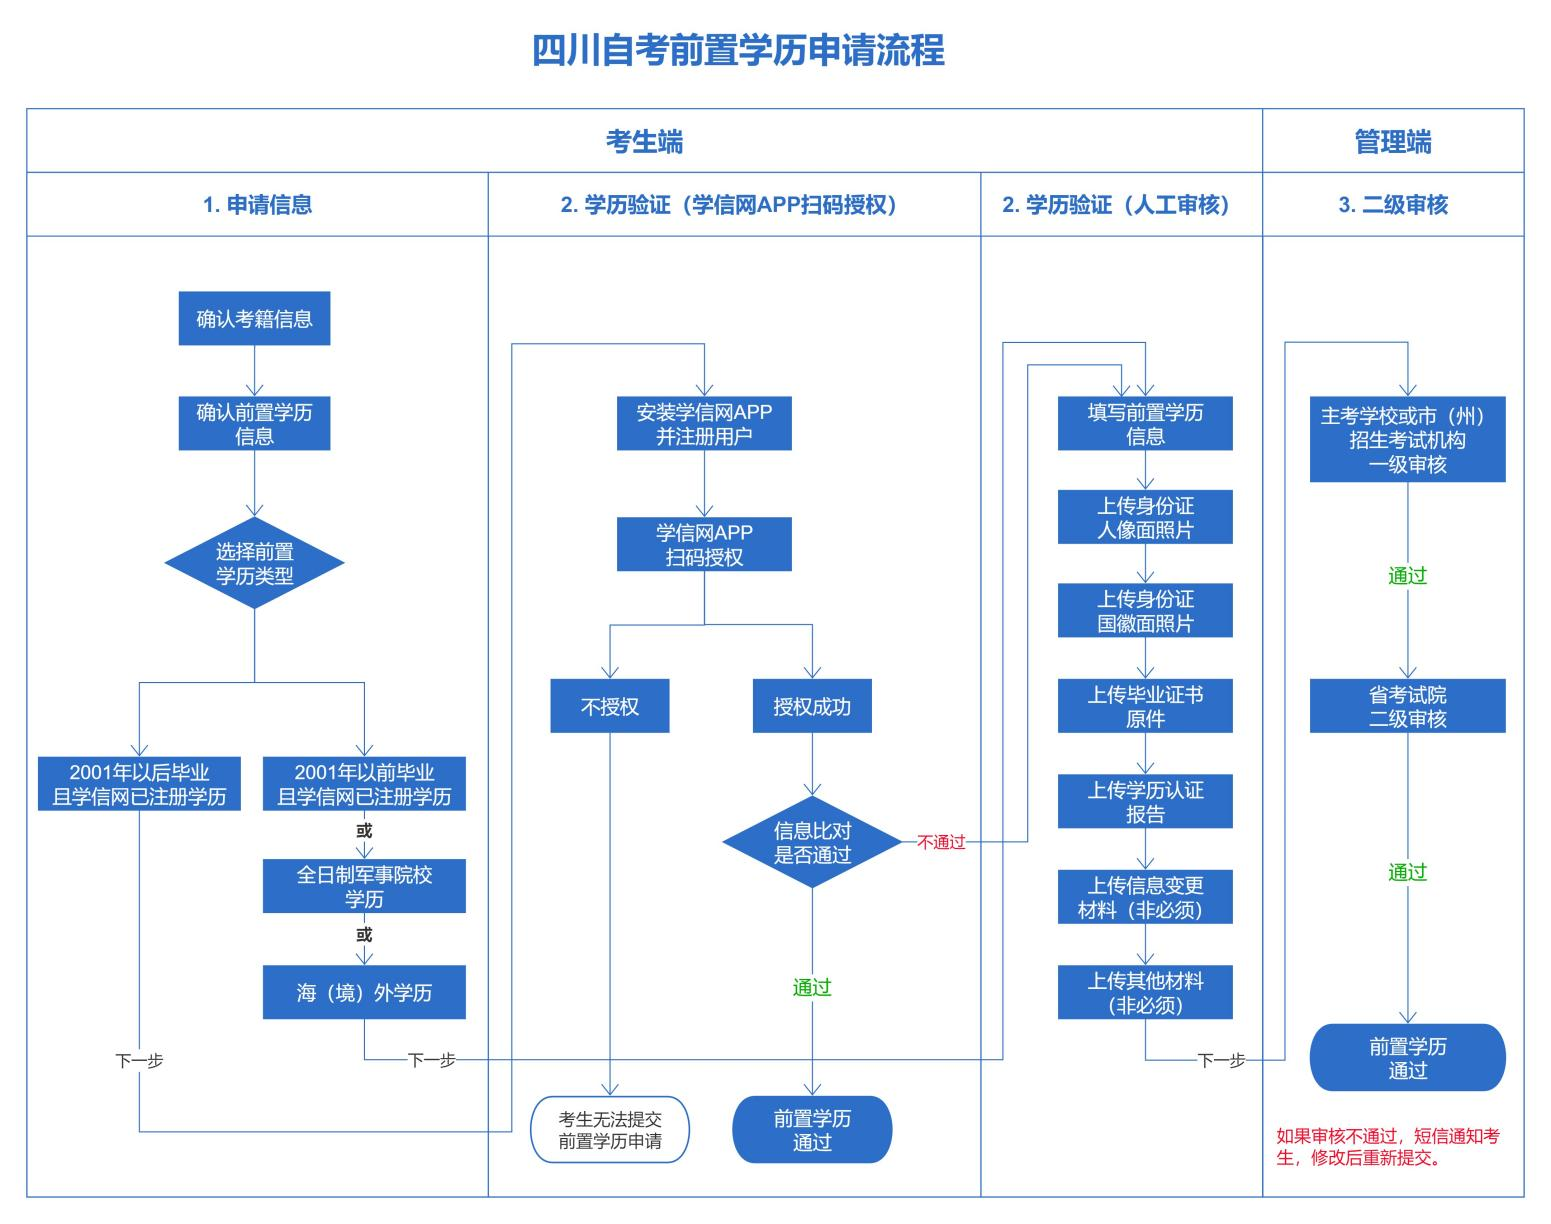 四川自考前置学历申请流程
考生端
管理端
1. 申请信息
2. 学历验证（学信网APP扫码授权）
2. 学历验证（人工审核）
3. 二级审核
确认考籍信息
确认前置学历
信息
选择前置
学历类型
2001年以后毕业
且学信网已注册学历
2001年以前毕业
且学信网已注册学历
或
全日制军事院校
学历
或
海（境）外学历
下一步
下一步
安装学信网APP
并注册用户
学信网APP
扫码授权
不授权
授权成功
信息比对
是否通过
不通过
通过
考生无法提交
前置学历申请
前置学历
通过
填写前置学历
信息
上传身份证
人像面照片
上传身份证
国徽面照片
上传毕业证书
原件
上传学历认证
报告
上传信息变更
材料（非必须）
上传其他材料
（非必须）
下一步
主考学校或市（州）
招生考试机构
一级审核
通过
省考试院
二级审核
通过
前置学历
通过
如果审核不通过，短信通知考
生，修改后重新提交。